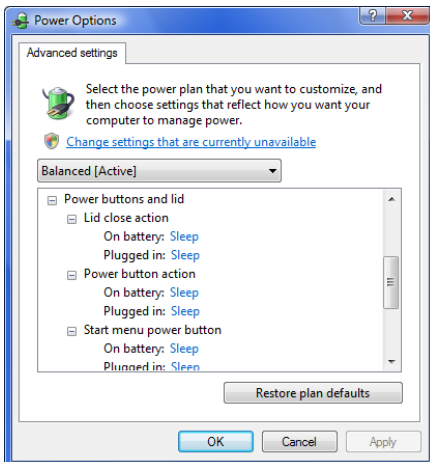 Power Options
Advanced settings
Select the power plan that you want to customize, and
then choose settings that reflect how you want your
computer to manage power.
Change settings that are currently unavailable
Balanced [Active]
Power buttons and lid
Lid close action
On battery: Sleep
Plugged in: Sleep
Power button action
On battery: Sleep
Plugged in: Sleep
Start menu power button
On battery: Sleep
Plugged in: Sleep
Restore plan defaults
OK Cancel Apply